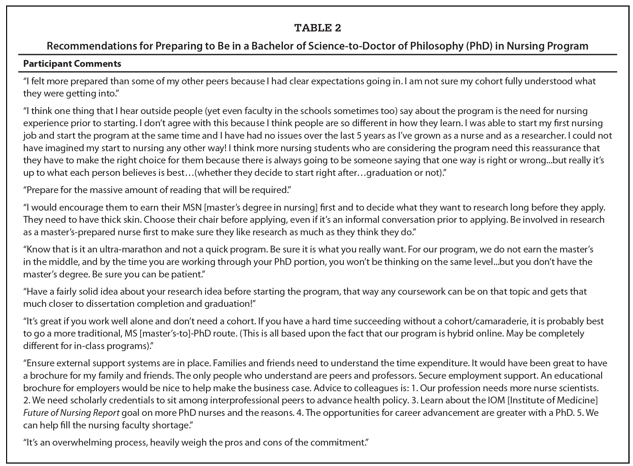 TABLE 2
Recommendations for Preparing to Be in a Bachelor of Science-to-Doctor of Philosophy (PhD) in Nursing Program
Participant Comments
“I felt more prepared than some of my other peers because I had clear expectations going in. I am not sure my cohort fully understood what
they were getting into.”
“I think one thing that I hear outside people (yet even faculty in the schools sometimes too) say about the program is the need for nursing
experience prior to starting. I don’t agree with this because I think people are so different in how they learn. I was able to start my first nursing
job and start the program at the same time and I have had no issues over the last 5 years as I’ve grown as a nurse and as a researcher. I could not
have imagined my start to nursing any other way! I think more nursing students who are considering the program need this reassurance that
they have to make the right choice for them because there is always going to be someone saying that one way is right or wrong...but really it’s
up to what each person believes is best…(whether they decide to start right after…graduation or not).”
“Prepare for the massive amount of reading that will be required.”
“I would encourage them to earn their MSN [master’s degree in nursing] first and to decide what they want to research long before they apply.
They need to have thick skin. Choose their chair before applying, even if it’s an informal conversation prior to applying. Be involved in research
as a master’s-prepared nurse first to make sure they like research as much as they think they do.”
“Know that is it an ultra-marathon and not a quick program. Be sure it is what you really want. For our program, we do not earn the master’s
in the middle, and by the time you are working through your PhD portion, you won’t be thinking on the same level...but you don’t have the
master’s degree. Be sure you can be patient.”
“Have a fairly solid idea about your research idea before starting the program, that way any coursework can be on that topic and gets that
much closer to dissertation completion and graduation!”
“It’s great if you work well alone and don’t need a cohort. If you have a hard time succeeding without a cohort/camaraderie, it is probably best
to go a more traditional, MS [master’s-to]-PhD route. (This is all based upon the fact that our program is hybrid online. May be completely
different for in-class programs).”
“Ensure external support systems are in place. Families and friends need to understand the time expenditure. It would have been great to have
a brochure for my family and friends. The only people who understand are peers and professors. Secure employment support. An educational
brochure for employers would be nice to help make the business case. Advice to colleagues is: 1. Our profession needs more nurse scientists.
2. We need scholarly credentials to sit among interprofessional peers to advance health policy. 3. Learn about the IOM [Institute of Medicine]
Future of Nursing Report goal on more PhD nurses and the reasons. 4. The opportunities for career advancement are greater with a PhD. 5. We
can help fill the nursing faculty shortage.”
“It’s an overwhelming process, heavily weigh the pros and cons of the commitment.”